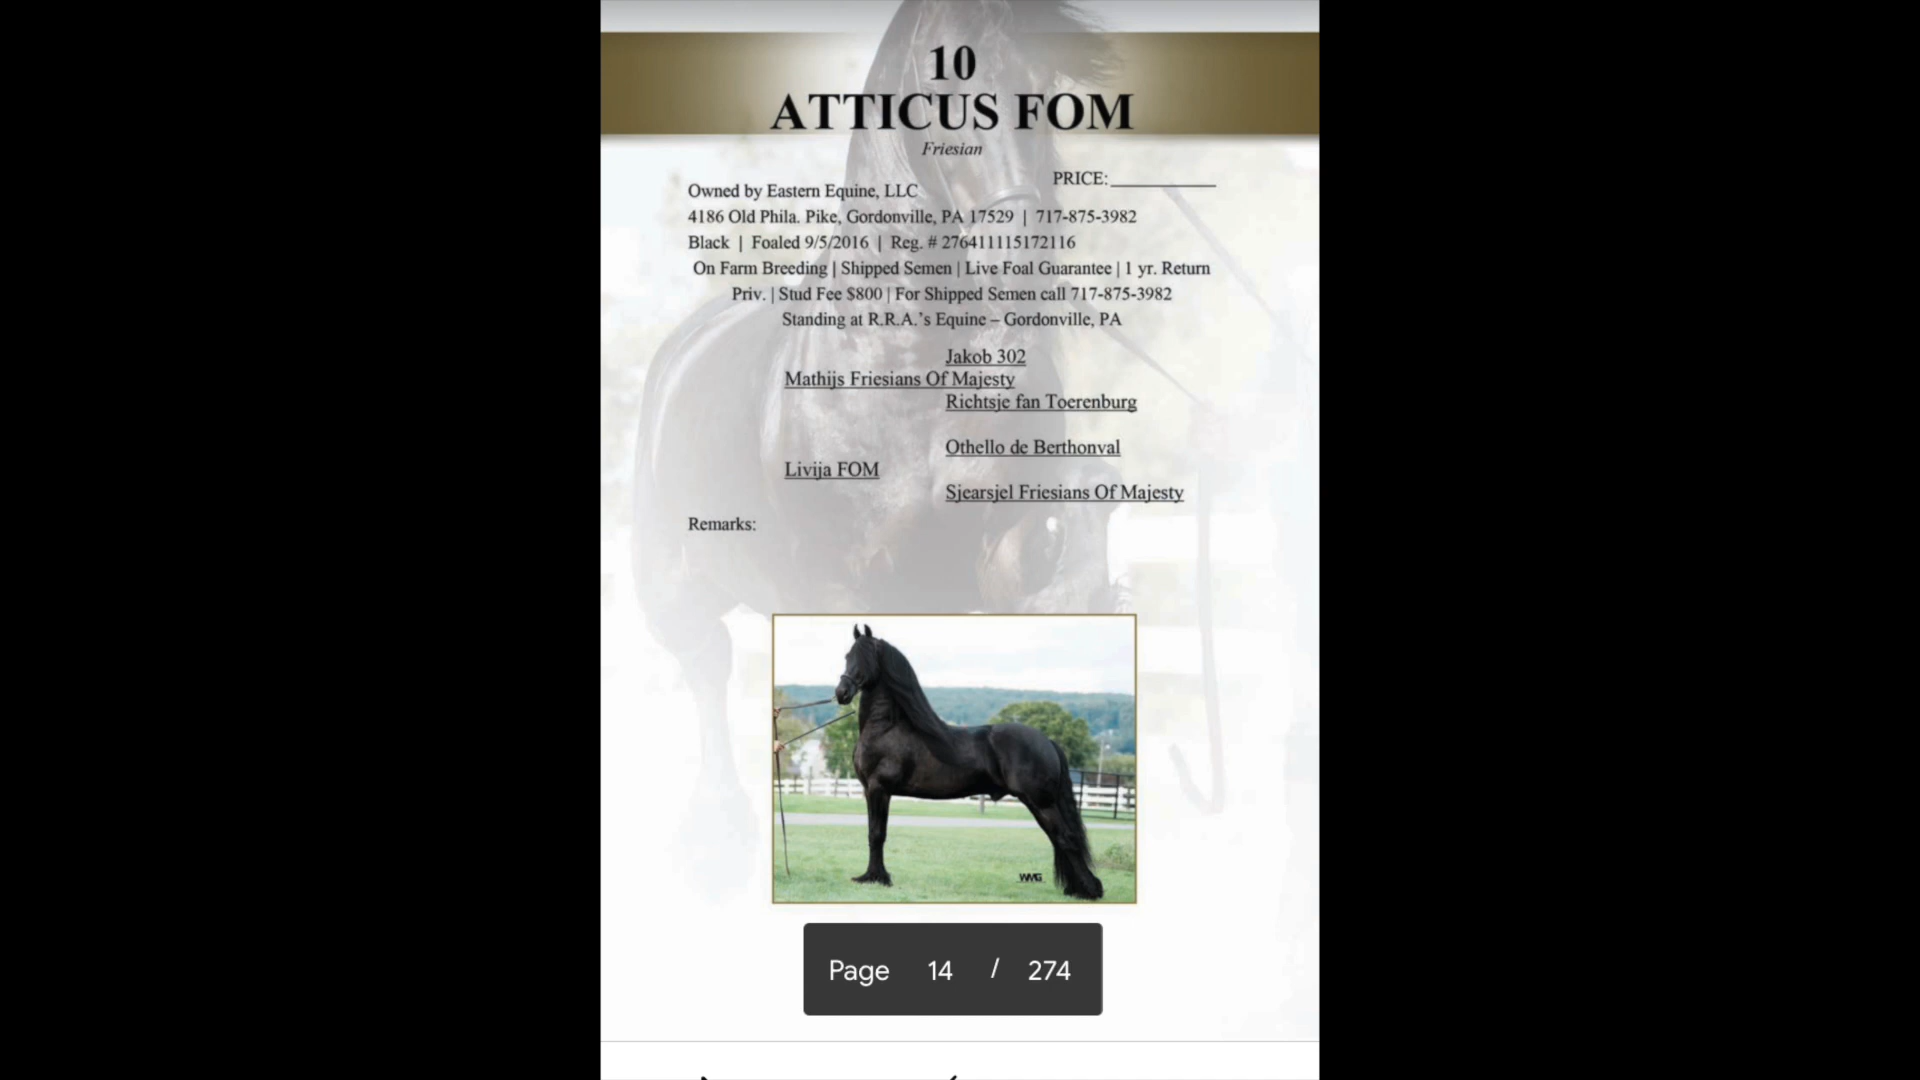 10
ATTICUS FOM
Friesian
PRICE:__________
Owned by Eastern Equine, LLC
4186 Old Phila. Pike, Gordonville, PA 17529 | 717-875-3982
Black | Foaled 9/5/2016 | Reg. # 276411115172116
On Farm Breeding | Shipped Semen | Live Foal Guarantee | 1 yr. Return
Priv. | Stud Fee $800 | For Shipped Semen call 717-875-3982
Standing at R.R.A.’s Equine – Gordonville, PA
Jakob 302
Mathijs Friesians Of Majesty
Richtsje fan Toerenburg
Othello de Berthonval
Livija FOM
Sjearsjel Friesians Of Majesty
Remarks:
WMG
Page 14 / 274